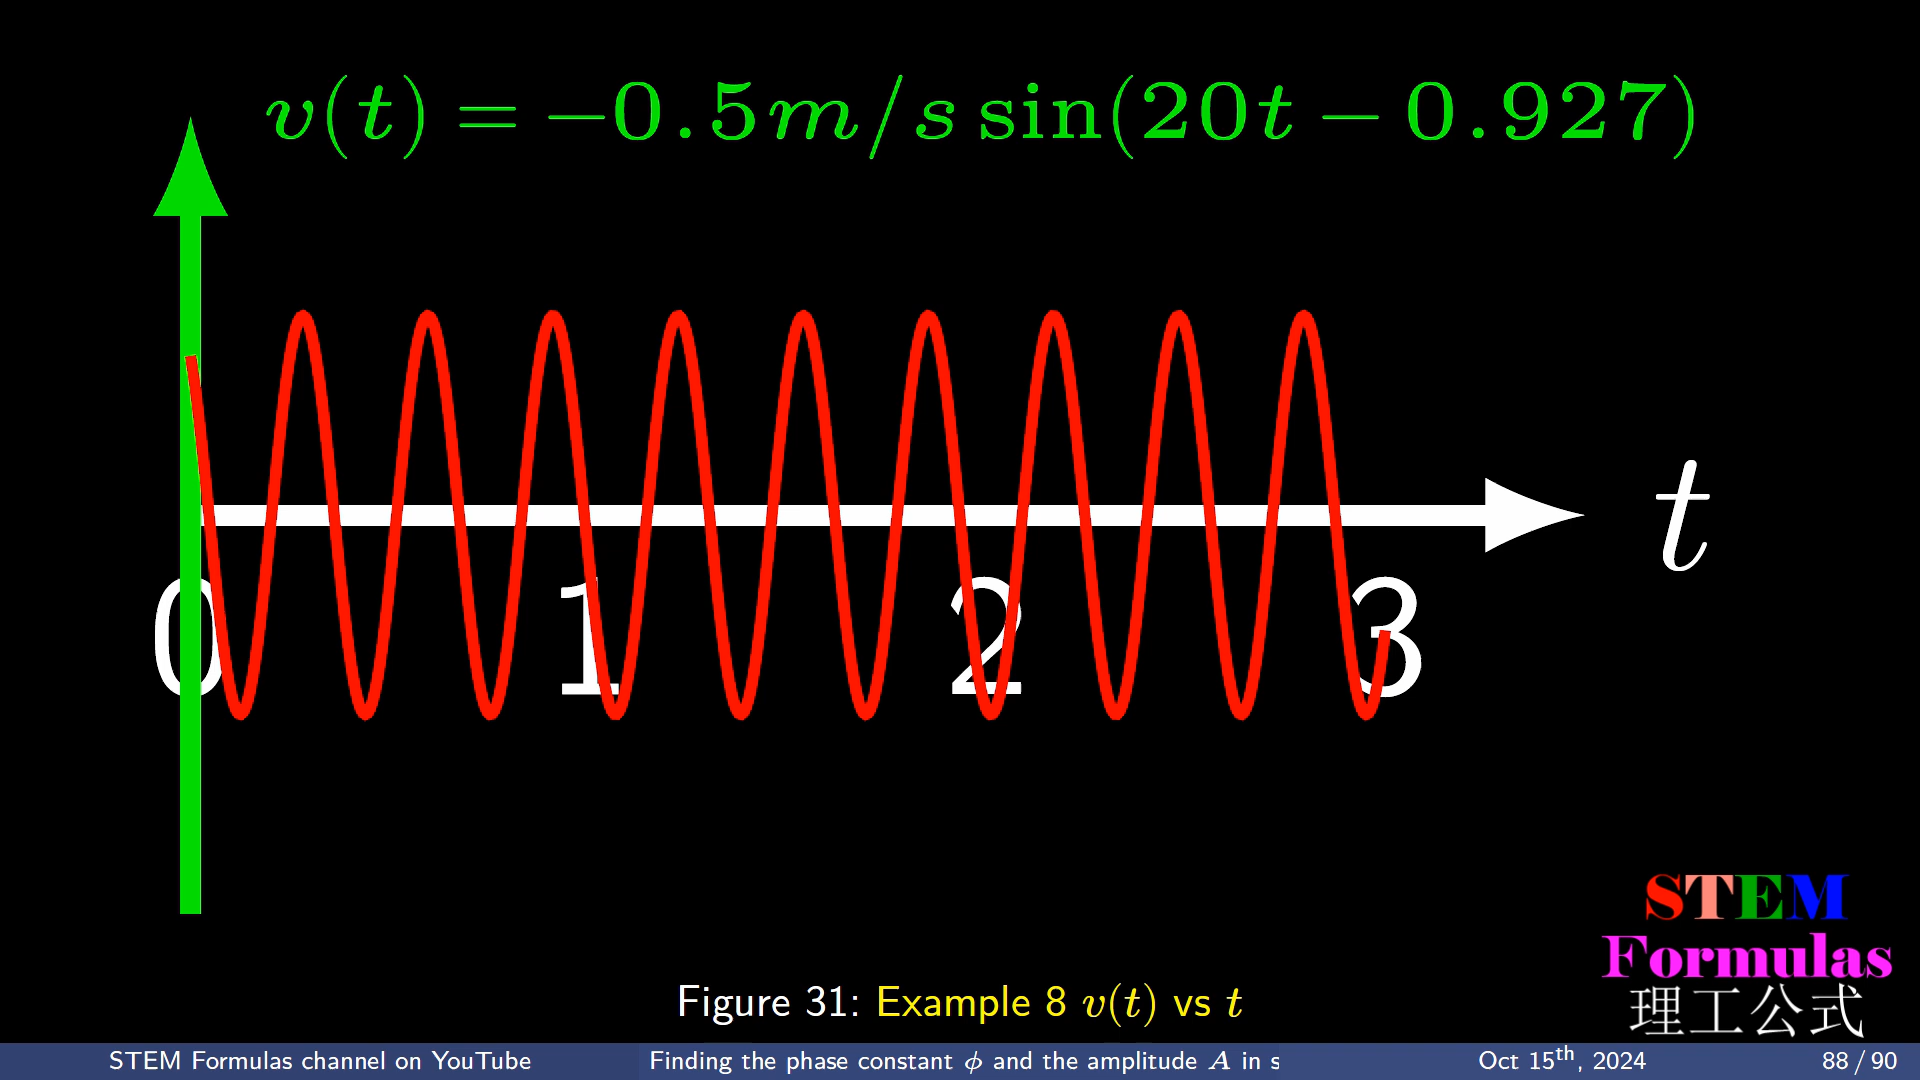 v(t) = −0.5m/s sin(20t − 0.927)
t
0 1 2 3
STEM
Formulas
理工公式
Figure 31: Example 8 v(t) vs t
STEM Formulas channel on YouTube Finding the phase constant ϕ and the amplitude A in s Oct 15th, 2024 88 / 90